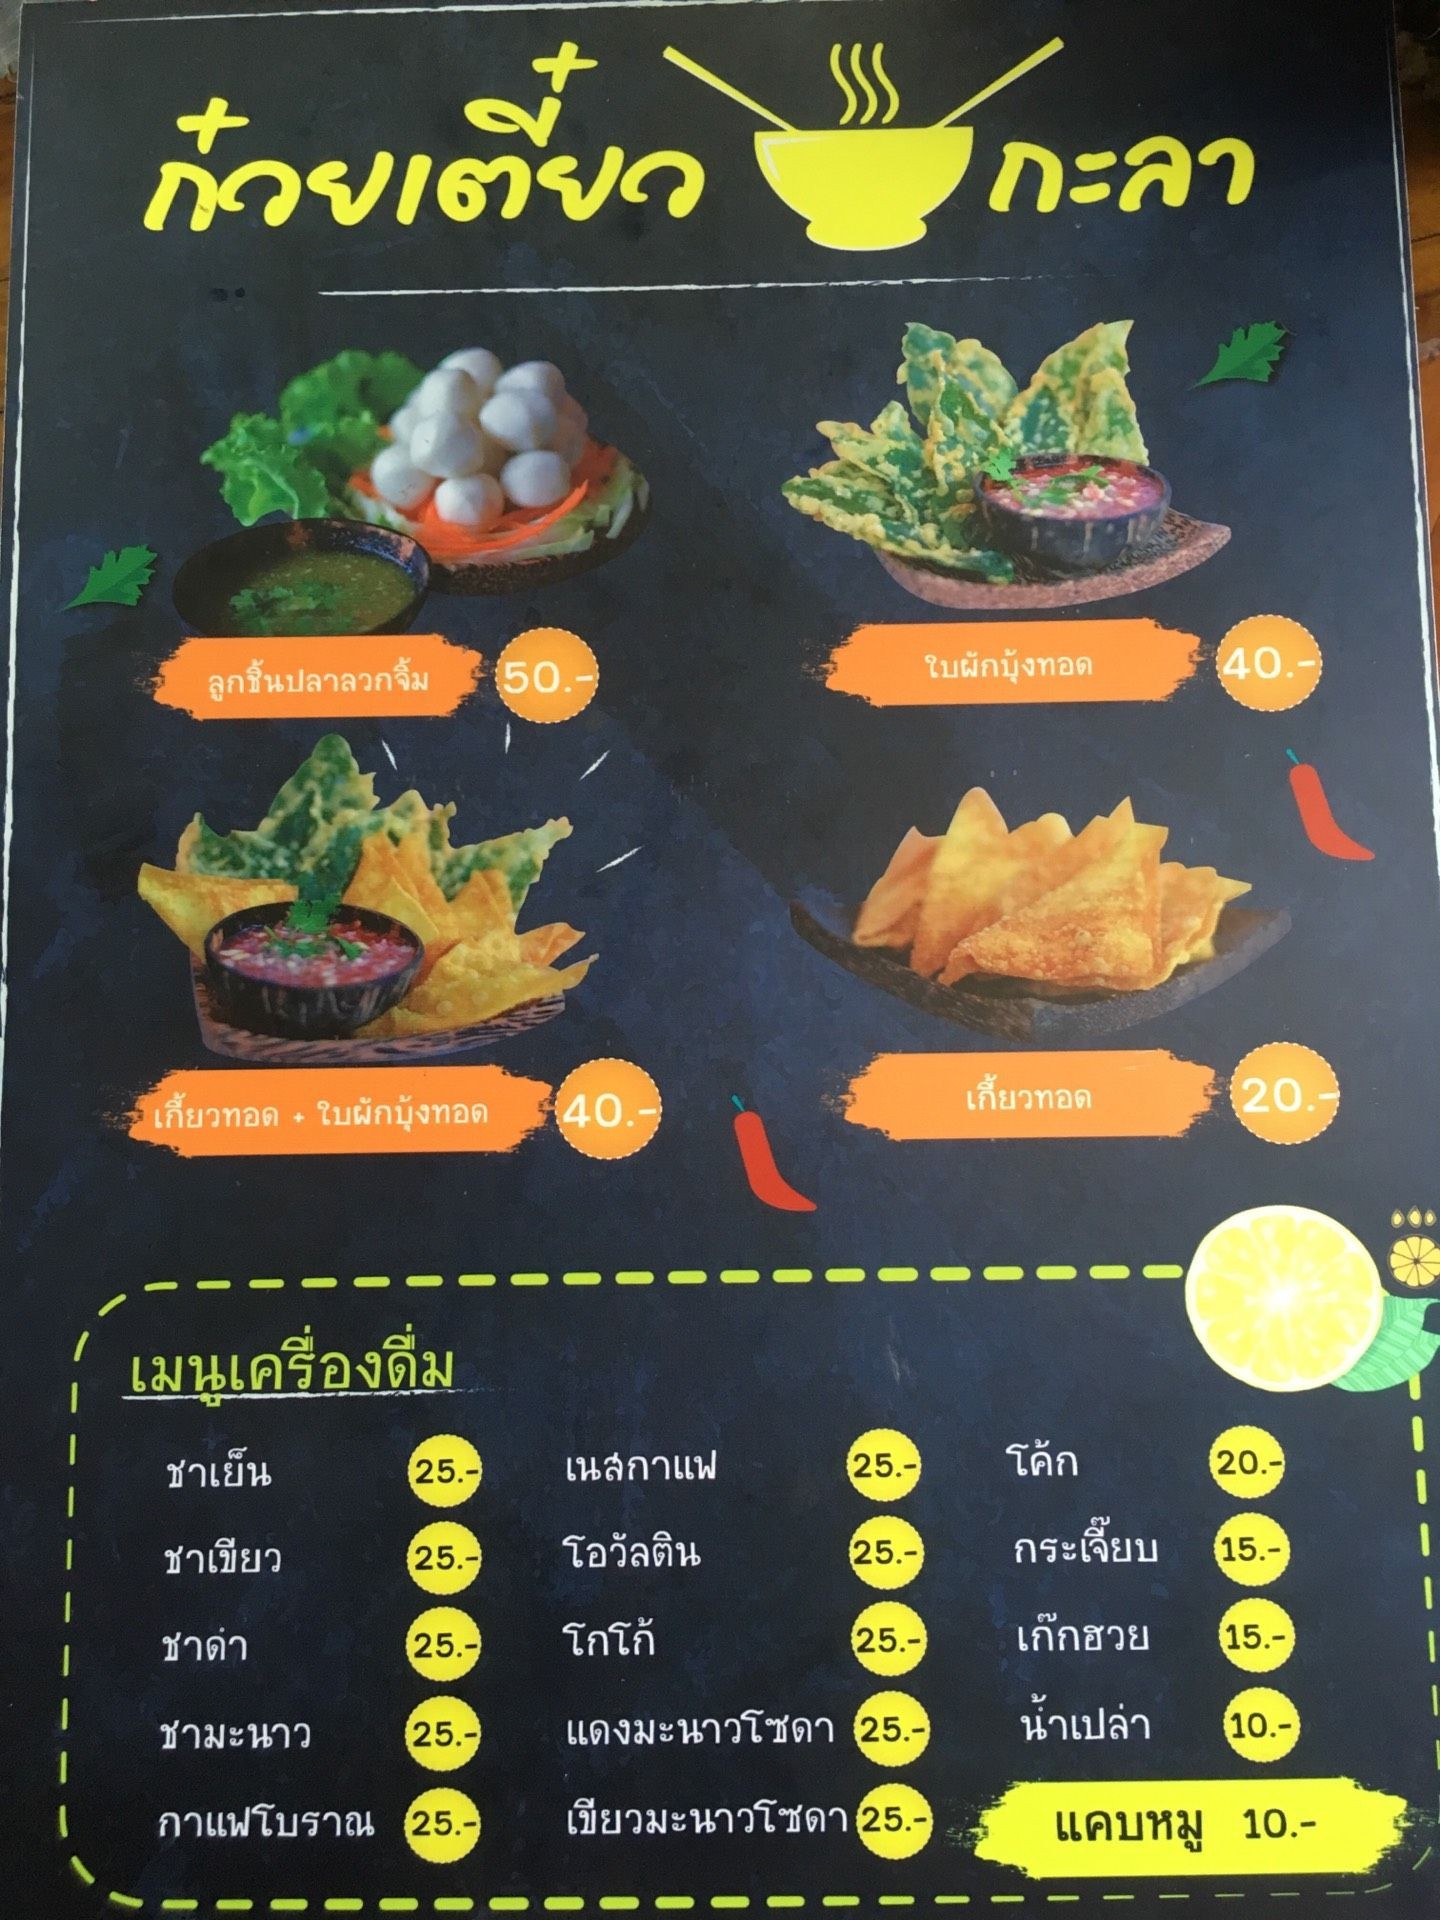 ก๋วยเตี๋ยว กะลา
ลูกชิ้นปลาลวกจิ้ม 50.-
ใบผักบุ้งทอด 40.-
เกี้ยวทอด + ใบผักบุ้งทอด 40.-
เกี้ยวทอด 20.-
เมนูเครื่องดื่ม
ชาเย็น 25.- เนสกาแฟ 25.- โค้ก 20.-
ชาเขียว 25.- โอวัลติน 25.- กระเจี๊ยบ 15.-
ชาดำ 25.- โกโก้ 25.- เก๊กฮวย 15.-
ชามะนาว 25.- แดงมะนาวโซดา 25.- น้ำเปล่า 10.-
กาแฟโบราณ 25.- เขียวมะนาวโซดา 25.- แคบหมู 10.-